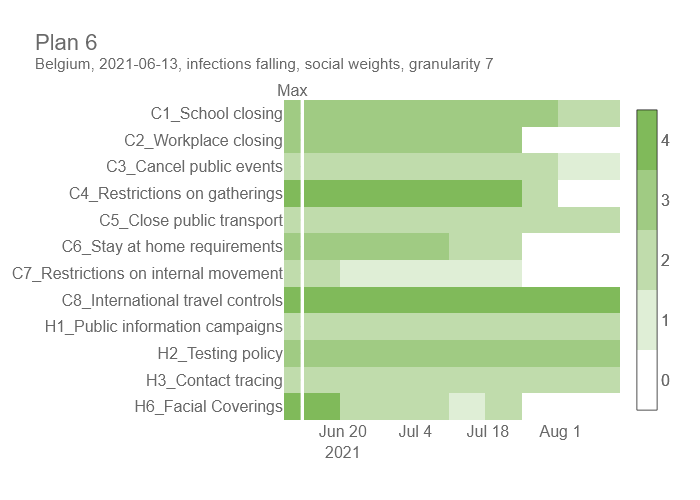 Plan 6
Belgium, 2021-06-13, infections falling, social weights, granularity 7
Max
C1_School closing
C2_Workplace closing
C3_Cancel public events
C4_Restrictions on gatherings
C5_Close public transport
C6_Stay at home requirements
C7_Restrictions on internal movement
C8_International travel controls
H1_Public information campaigns
H2_Testing policy
H3_Contact tracing
H6_Facial Coverings
4
3
2
1
0
Jun 20 Jul 4 Jul 18 Aug 1
2021